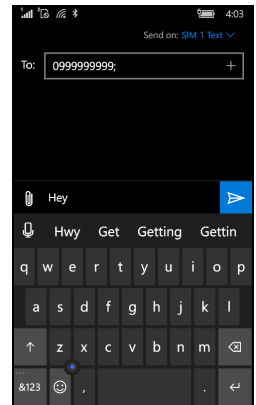 4:03
Send on: SIM 1 Text
To: 0999999999;
Hey
Hwy Get Getting Gettin
q w e r t y u i o p
a s d f g h j k l
z x c v b n m
&123 , .